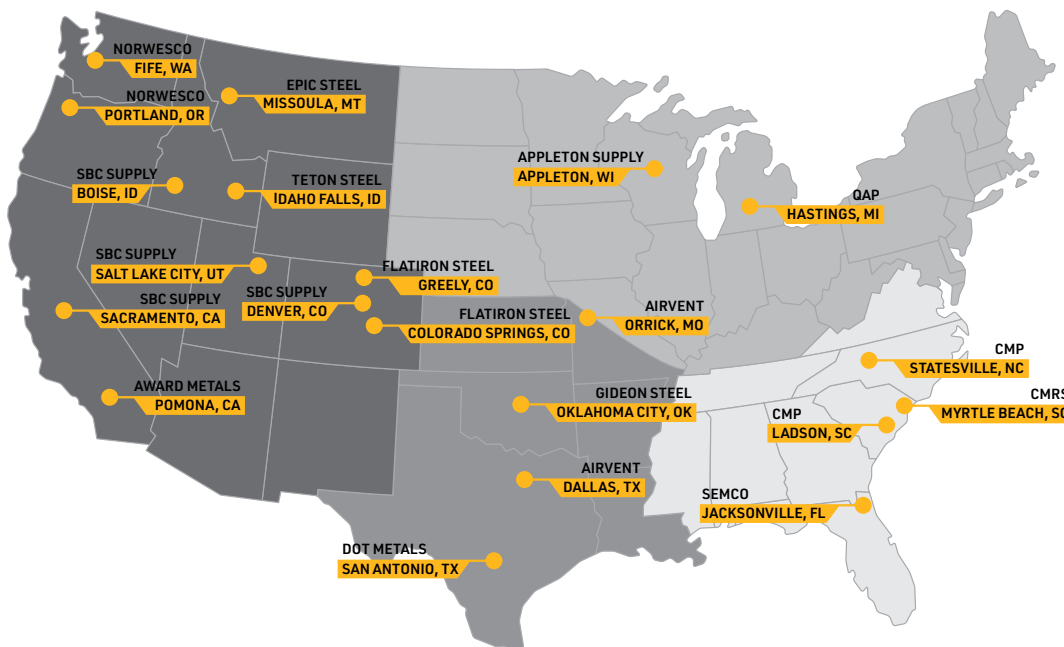 NORWESCO
FIFE, WA
NORWESCO
PORTLAND, OR
EPIC STEEL
MISSOULA, MT
SBC SUPPLY
BOISE, ID
TETON STEEL
IDAHO FALLS, ID
APPLETON SUPPLY
APPLETON, WI
QAP
HASTINGS, MI
SBC SUPPLY
SALT LAKE CITY, UT
FLATIRON STEEL
GREELY, CO
SBC SUPPLY
DENVER, CO
SBC SUPPLY
SACRAMENTO, CA
FLATIRON STEEL
COLORADO SPRINGS, CO
AIRVENT
ORRICK, MO
CMP
STATESVILLE, NC
AWARD METALS
POMONA, CA
GIDEON STEEL
OKLAHOMA CITY, OK
CMRS
MYRTLE BEACH, SC
CMP
LADSON, SC
AIRVENT
DALLAS, TX
SEMCO
JACKSONVILLE, FL
DOT METALS
SAN ANTONIO, TX